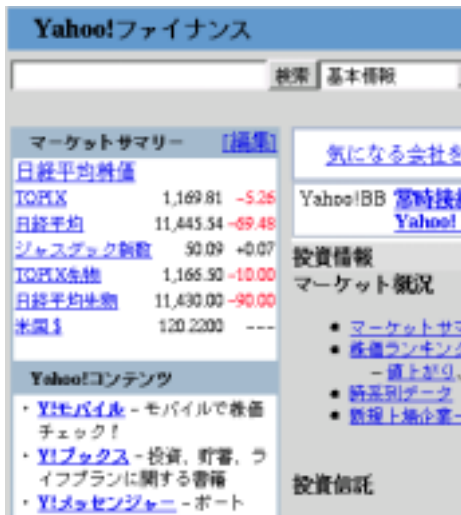 Yahoo!ファイナンス
検索 基本情報
マーケットサマリー [編集]
日経平均株価
TOPIX 1,169.81 -5.26
日経平均 11,445.54 -69.48
ジャスダック指数 50.09 +0.07
TOPIX先物 1,166.50 -10.00
日経平均先物 11,430.00 -90.00
米国$ 120.2200 ---
Yahoo!コンテンツ
・Y!モバイル - モバイルで株価
チェック!
・Y!ブックス - 投資、貯蓄、ラ
イフプランに関する書籍
・Y!メッセンジャー - ポート
気になる会社を
Yahoo!BB 常時接続
Yahoo!
投資情報
マーケット概況
• マーケットサマ
• 株価ランキング
- 値上がり、
• 時系列データ
• 新規上場企業
投資信託